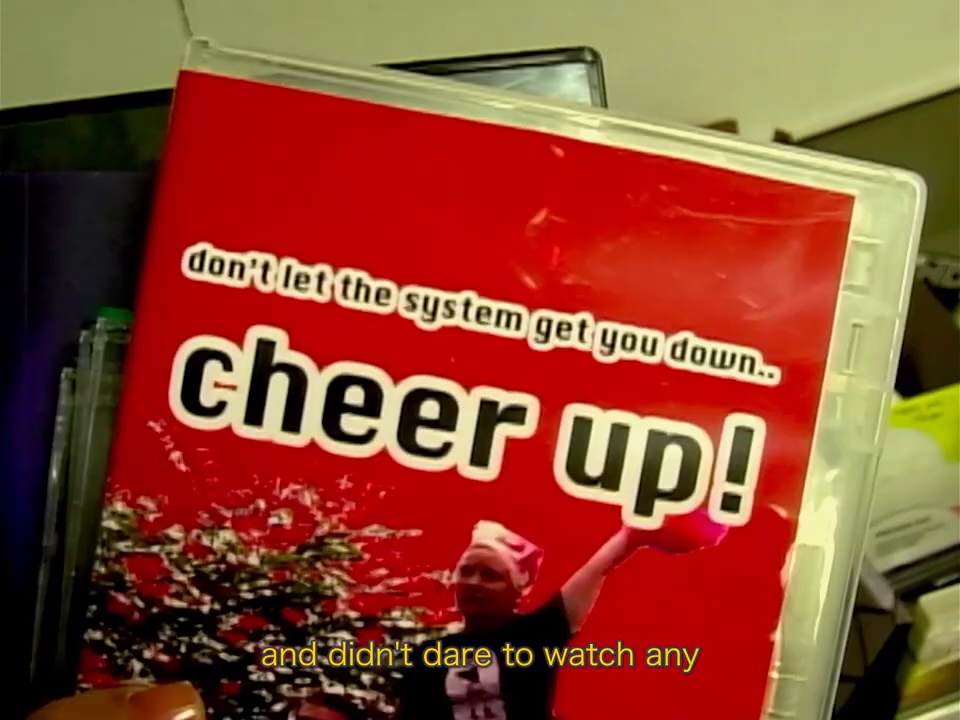 don't let the system get you down..
cheer up!
and didn't dare to watch any